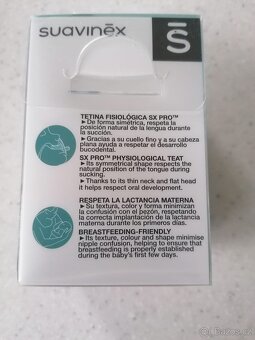 suavinēx
S
TETINA FISIOLÓGICA SX PRO™
►De forma simétrica, respeta la
posición natural de la lengua durante
la succión.
►Gracias a su cuello fino y a su cabeza
plana ayuda a respetar el desarrollo
bucodental.
SX PRO™ PHYSIOLOGICAL TEAT
►Its symmetrical shape respects the
natural position of the tongue during
sucking.
►Thanks to its thin neck and flat head
it helps respect oral development.
RESPETA LA LACTANCIA MATERNA
►Su textura, color y forma minimizan
la confusión con el pezón, respetando
la correcta implantación de la lactancia
materna durante los primeros días.
BREASTFEEDING-FRIENDLY
►Its texture, colour and shape minimise
nipple confusion, helping to ensure that
breastfeeding is properly established
during the baby's first few days.